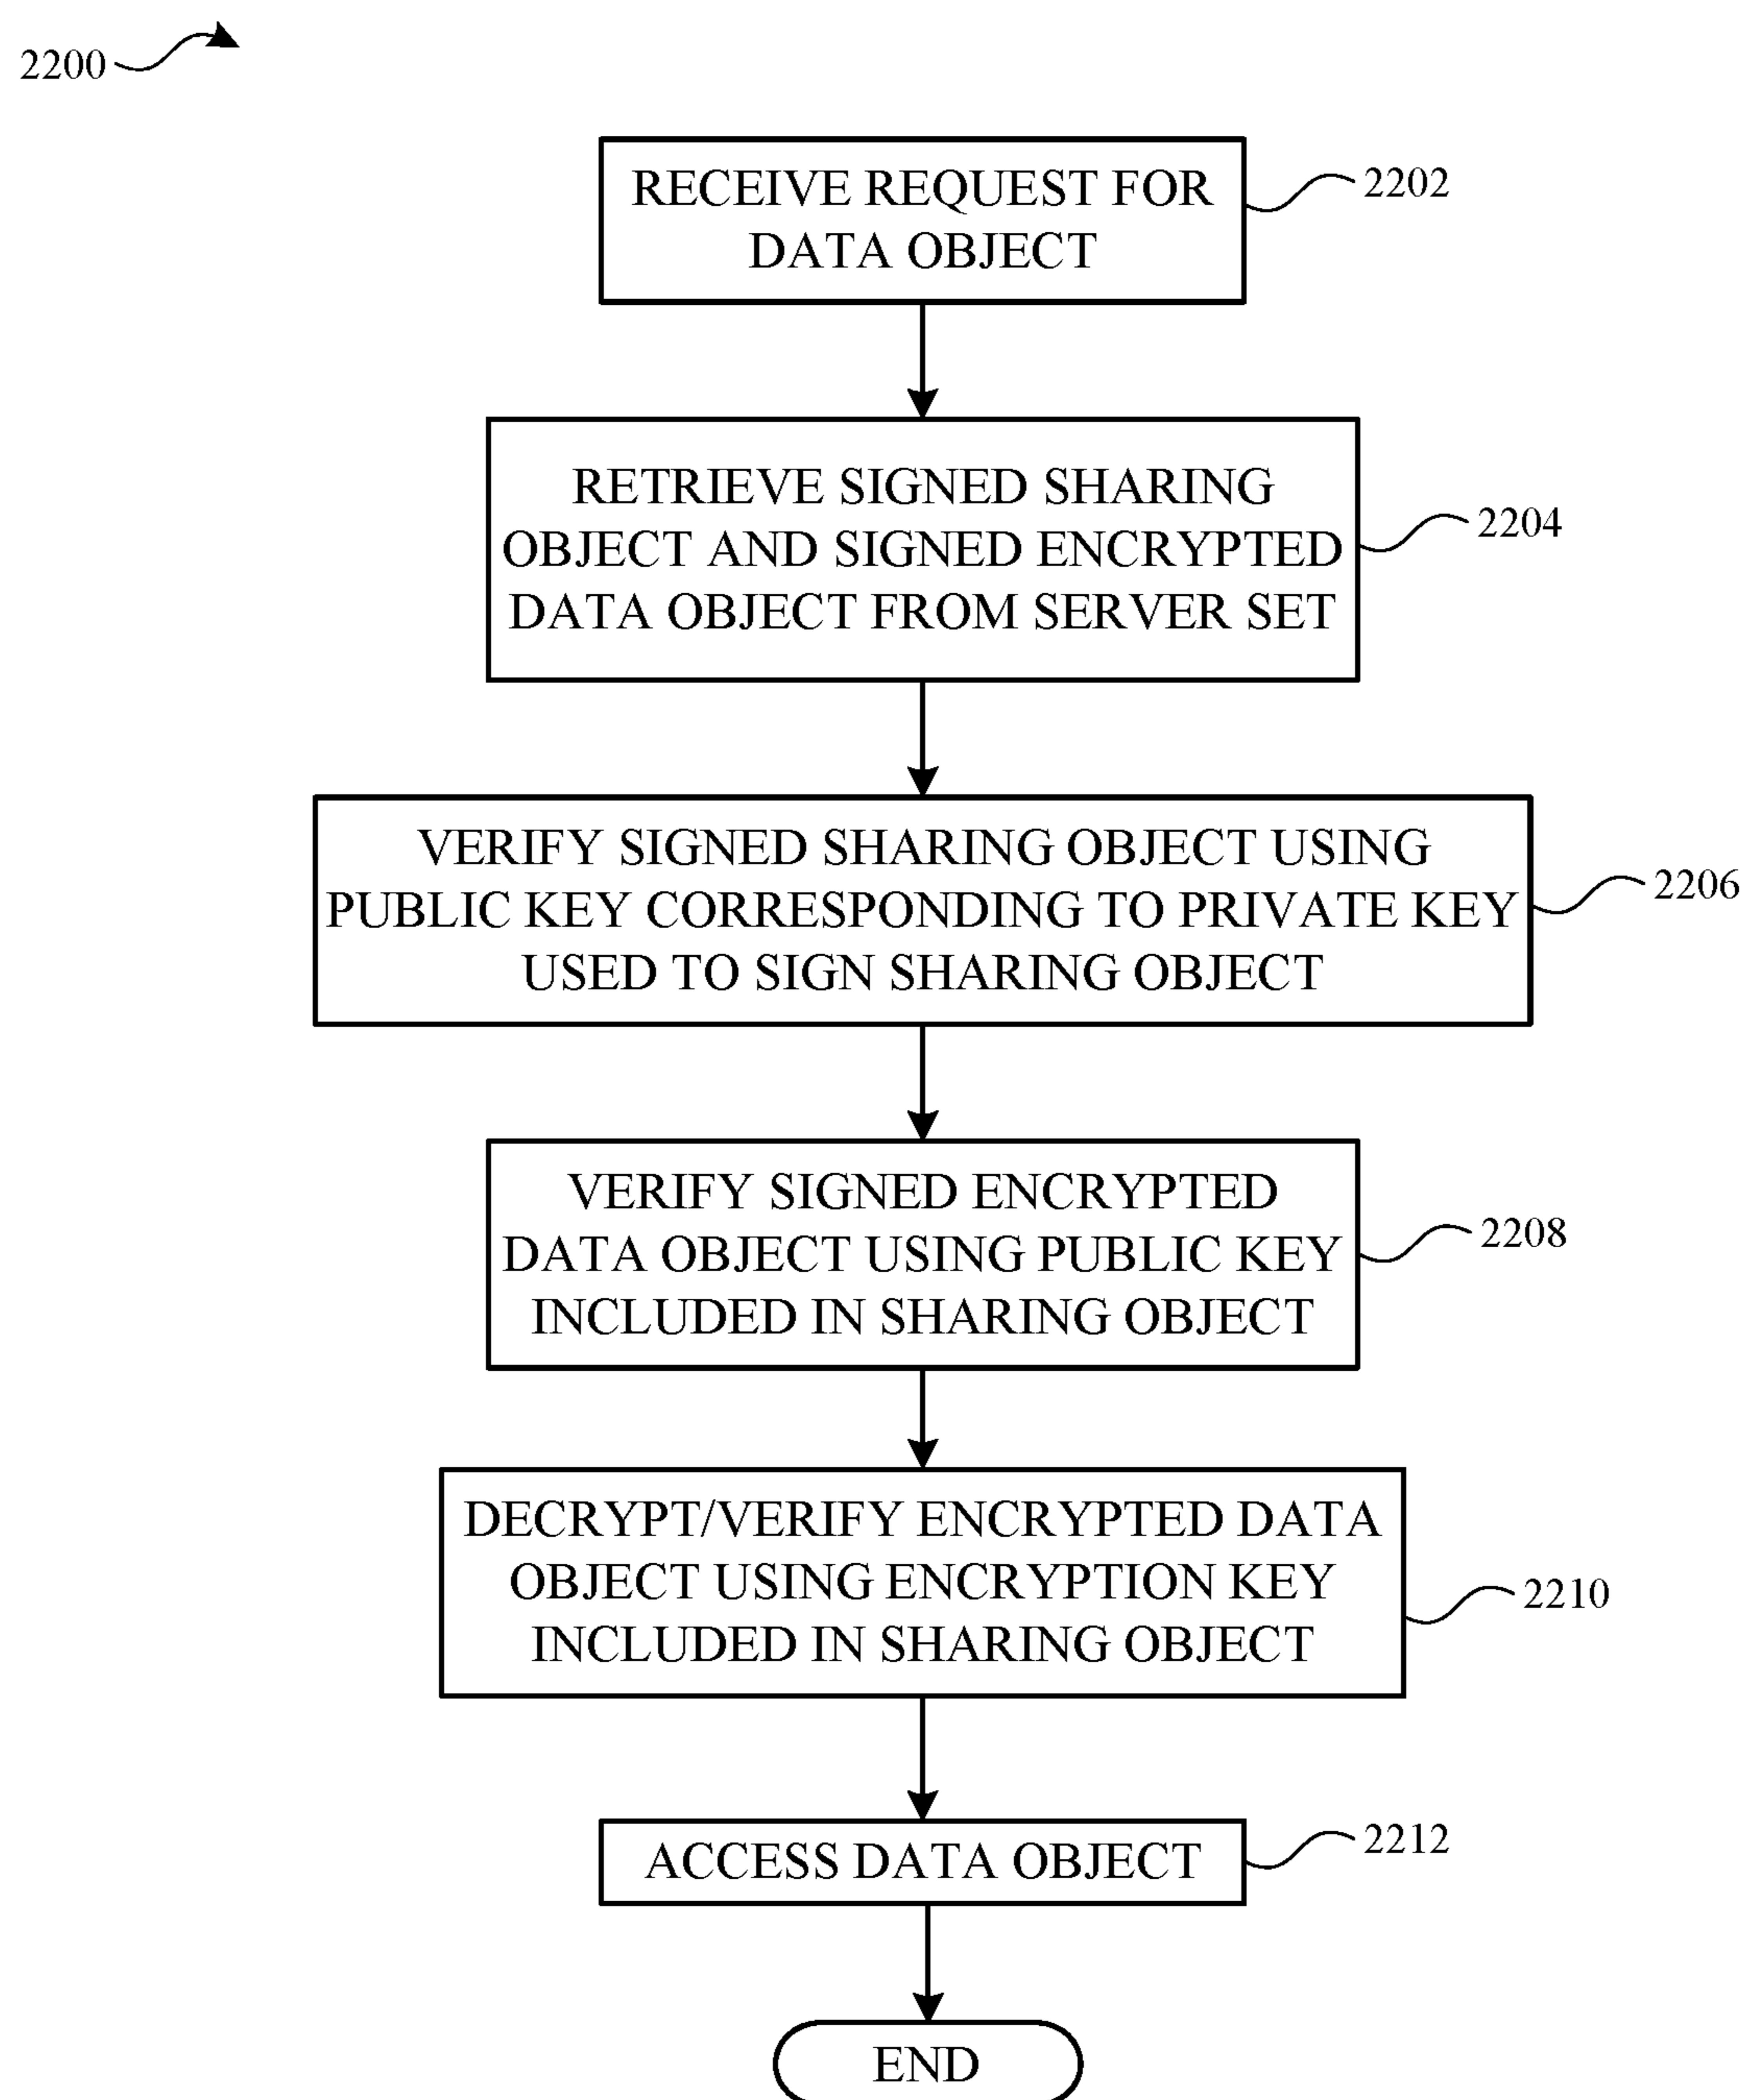 2200
RECEIVE REQUEST FOR
DATA OBJECT
2202
RETRIEVE SIGNED SHARING
OBJECT AND SIGNED ENCRYPTED
DATA OBJECT FROM SERVER SET
2204
VERIFY SIGNED SHARING OBJECT USING
PUBLIC KEY CORRESPONDING TO PRIVATE KEY
USED TO SIGN SHARING OBJECT
2206
VERIFY SIGNED ENCRYPTED
DATA OBJECT USING PUBLIC KEY
INCLUDED IN SHARING OBJECT
2208
DECRYPT/VERIFY ENCRYPTED DATA
OBJECT USING ENCRYPTION KEY
INCLUDED IN SHARING OBJECT
2210
ACCESS DATA OBJECT
2212
END